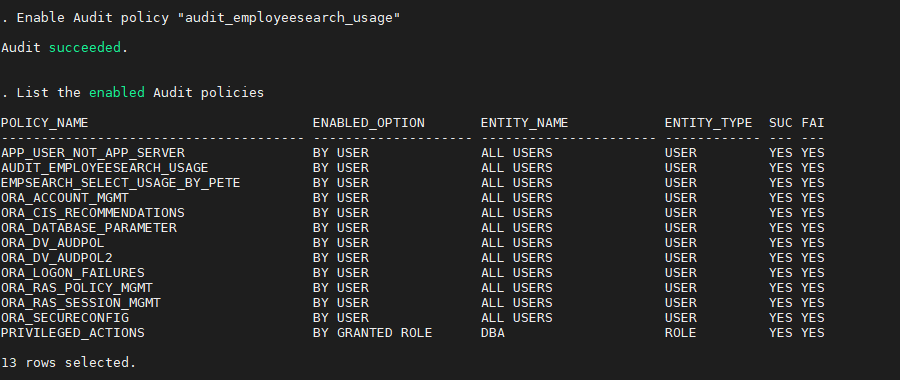 . Enable Audit policy "audit_employeesearch_usage"
Audit succeeded.
. List the enabled Audit policies
POLICY_NAME                            ENABLED_OPTION       ENTITY_NAME            ENTITY_TYPE  SUC FAI
-------------------------------------- -------------------- ---------------------- ------------ --- ---
APP_USER_NOT_APP_SERVER                BY USER              ALL USERS              USER         YES YES
AUDIT_EMPLOYEESEARCH_USAGE             BY USER              ALL USERS              USER         YES YES
EMPSEARCH_SELECT_USAGE_BY_PETE         BY USER              ALL USERS              USER         YES YES
ORA_ACCOUNT_MGMT                       BY USER              ALL USERS              USER         YES YES
ORA_CIS_RECOMMENDATIONS                BY USER              ALL USERS              USER         YES YES
ORA_DATABASE_PARAMETER                 BY USER              ALL USERS              USER         YES YES
ORA_DV_AUDPOL                          BY USER              ALL USERS              USER         YES YES
ORA_DV_AUDPOL2                         BY USER              ALL USERS              USER         YES YES
ORA_LOGON_FAILURES                     BY USER              ALL USERS              USER         YES YES
ORA_RAS_POLICY_MGMT                    BY USER              ALL USERS              USER         YES YES
ORA_RAS_SESSION_MGMT                   BY USER              ALL USERS              USER         YES YES
ORA_SECURECONFIG                       BY USER              ALL USERS              USER         YES YES
PRIVILEGED_ACTIONS                     BY GRANTED ROLE      DBA                    ROLE         YES YES
13 rows selected.